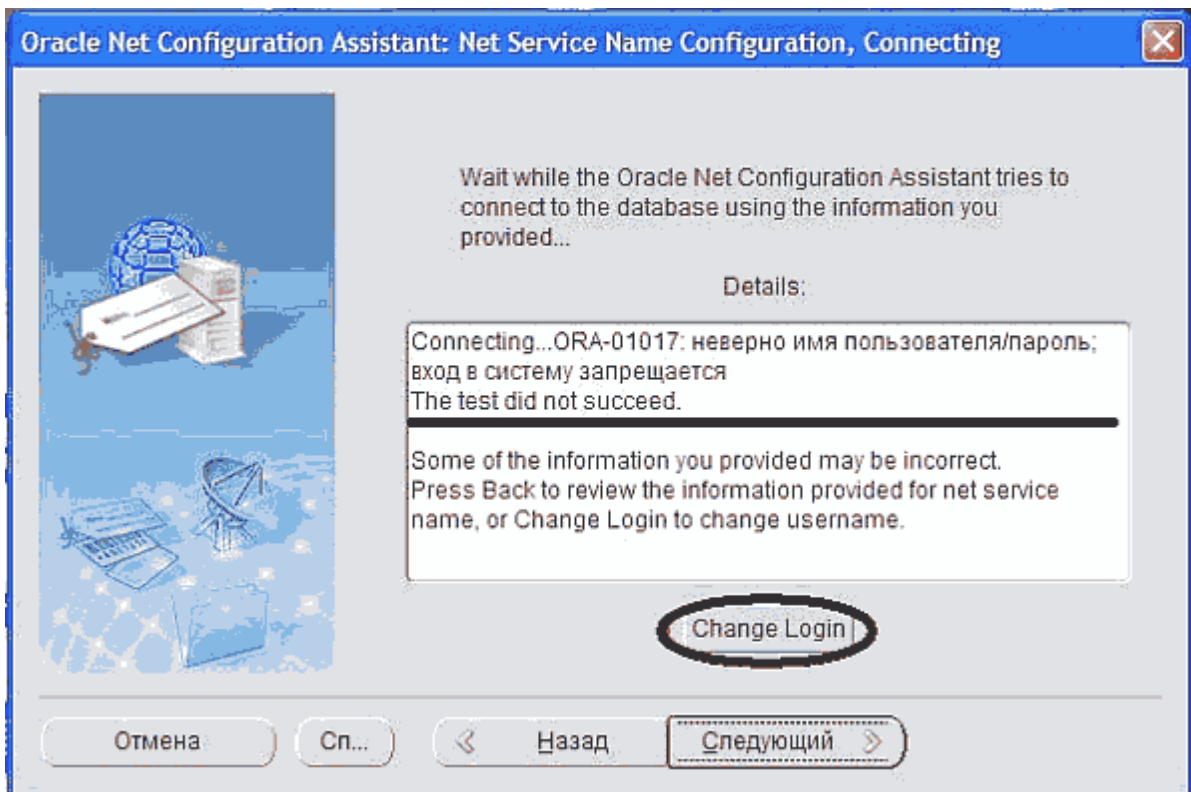 Oracle Net Configuration Assistant: Net Service Name Configuration, Connecting
Wait while the Oracle Net Configuration Assistant tries to
connect to the database using the information you
provided...
Details:
Connecting...ORA-01017: неверно имя пользователя/пароль;
вход в систему запрещается
The test did not succeed.
Some of the information you provided may be incorrect.
Press Back to review the information provided for net service
name, or Change Login to change username.
Change Login
Отмена
Сп...
Назад
Следующий